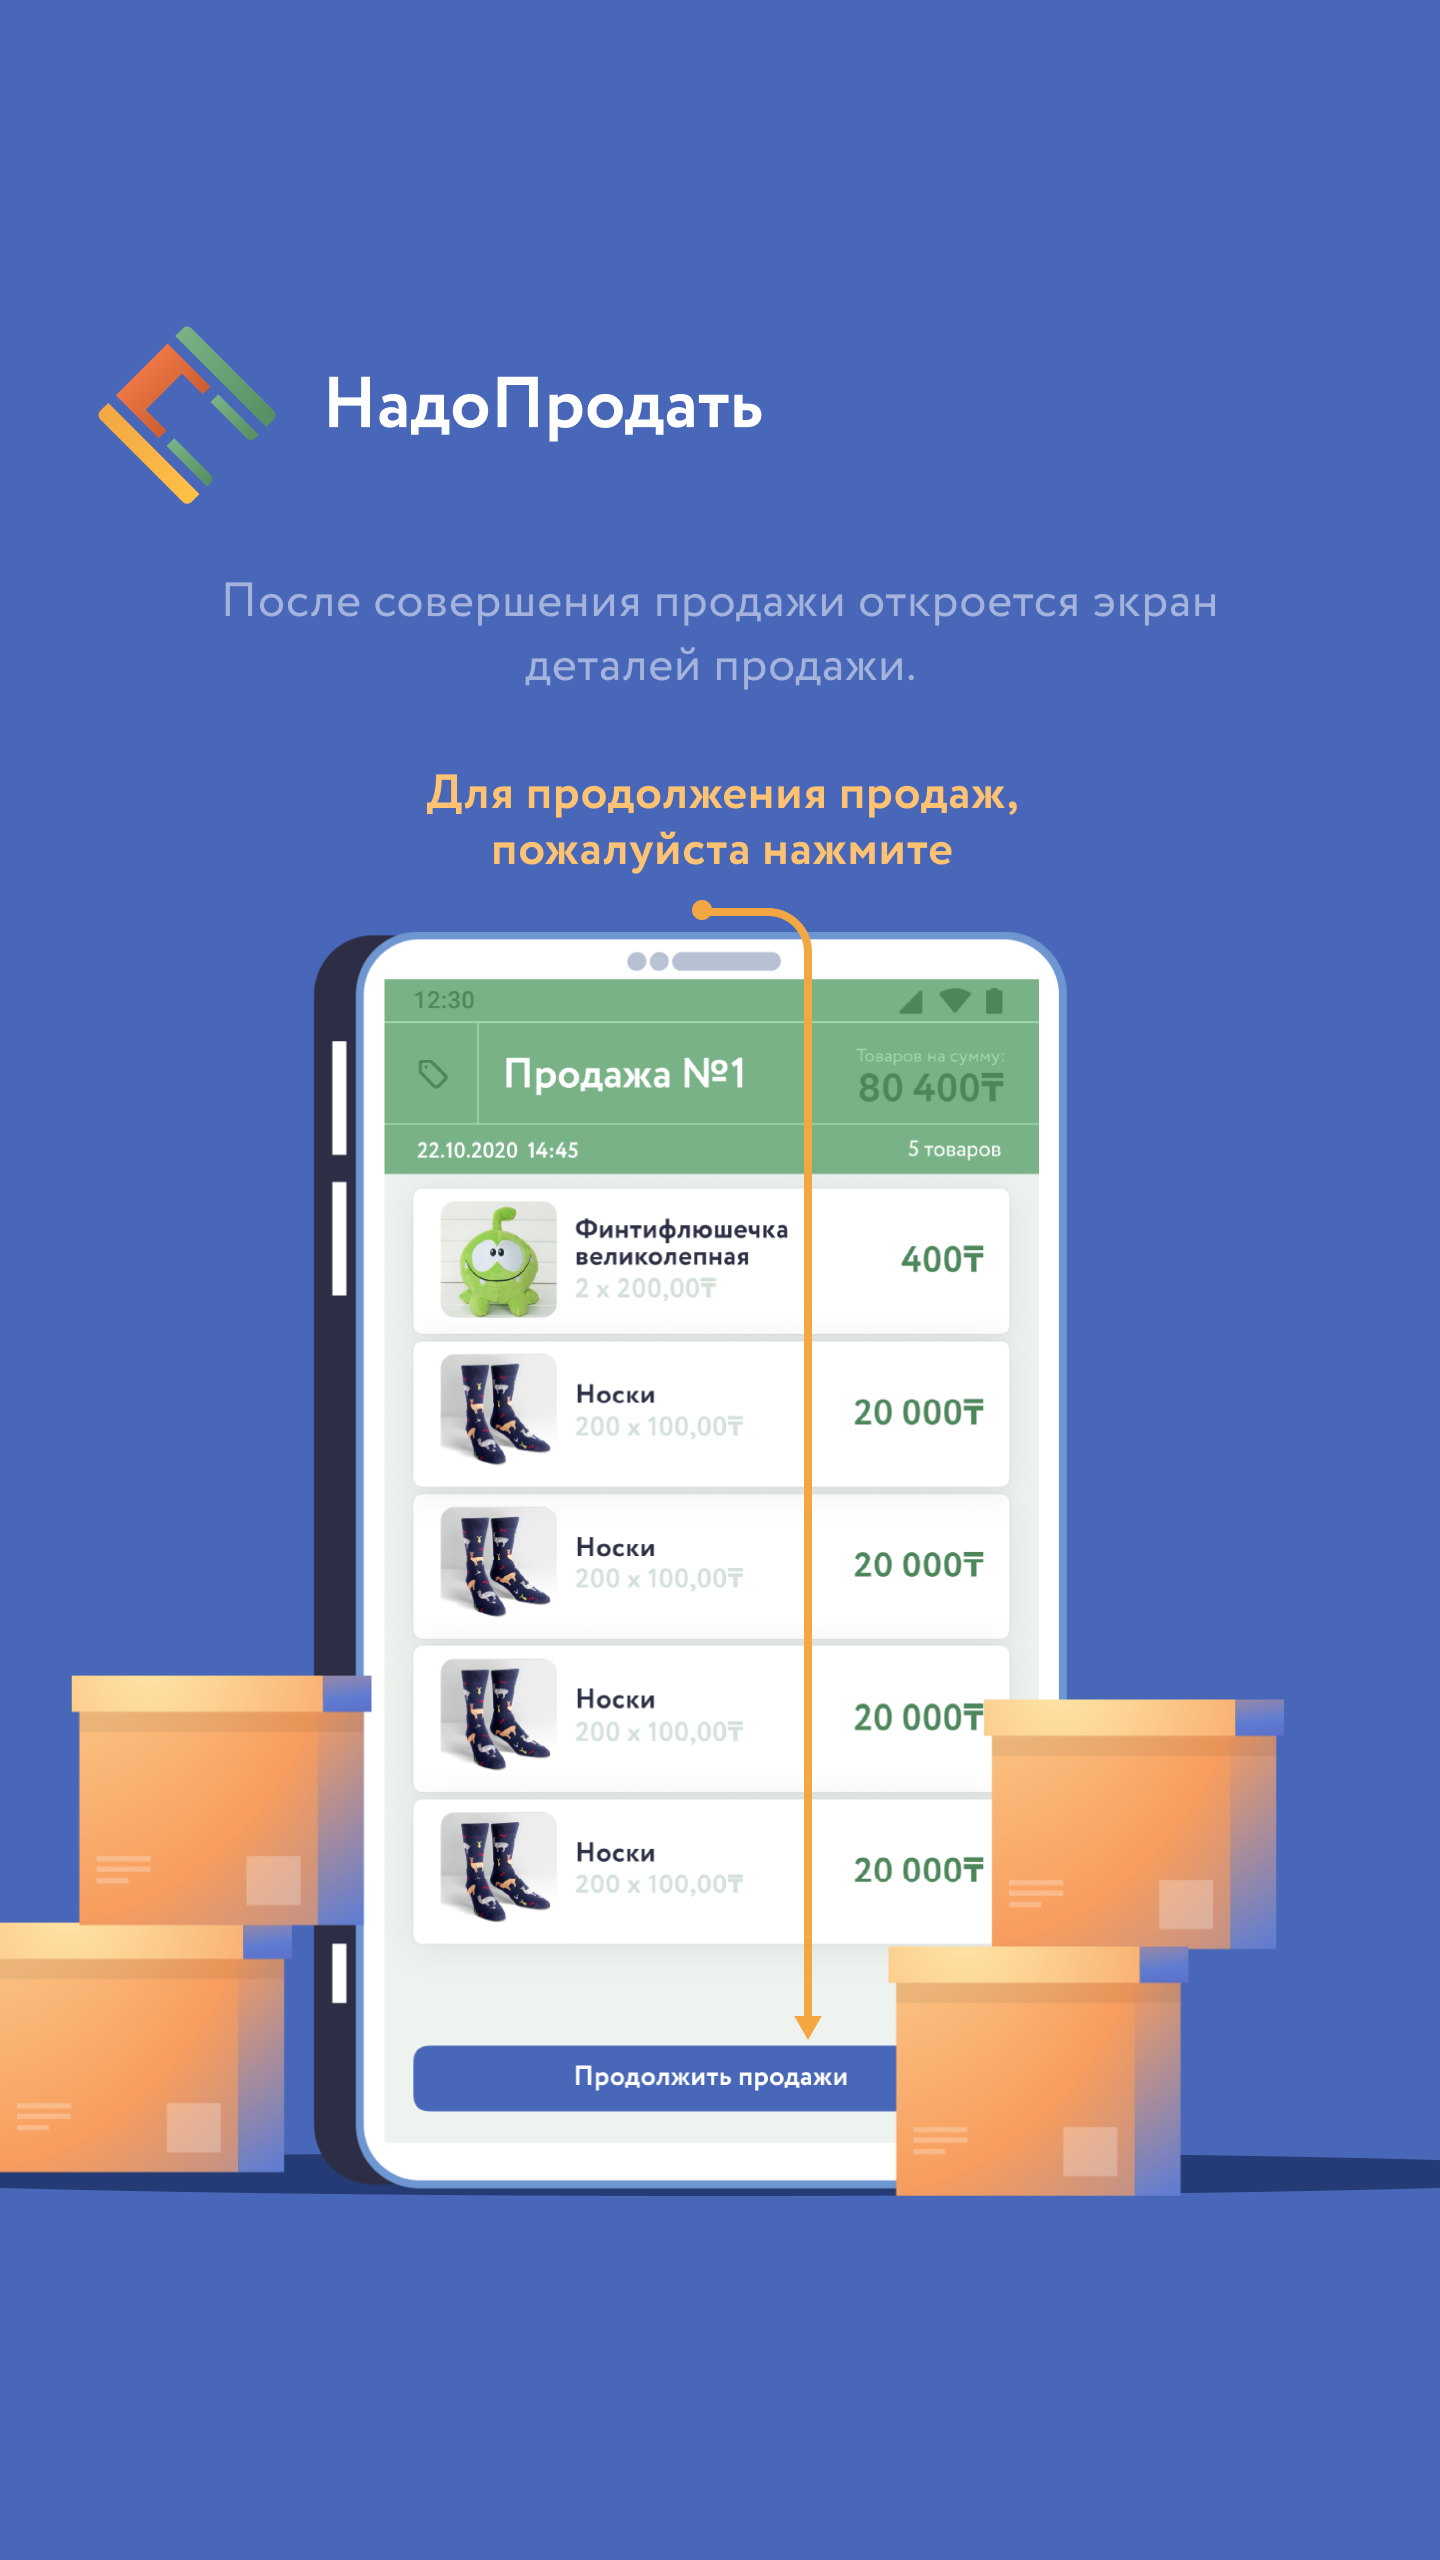 НадоПродать
После совершения продажи откроется экран
деталей продажи.
Для продолжения продаж,
пожалуйста нажмите
12:30
Продажа №1
Товаров на сумму:
80 400₸
22.10.2020 14:45
5 товаров
Финтифлюшечка
великолепная
2 x 200,00₸
400₸
Носки
200 x 100,00₸
20 000₸
Носки
200 x 100,00₸
20 000₸
Носки
200 x 100,00₸
20 000₸
Носки
200 x 100,00₸
20 000₸
Продолжить продажи